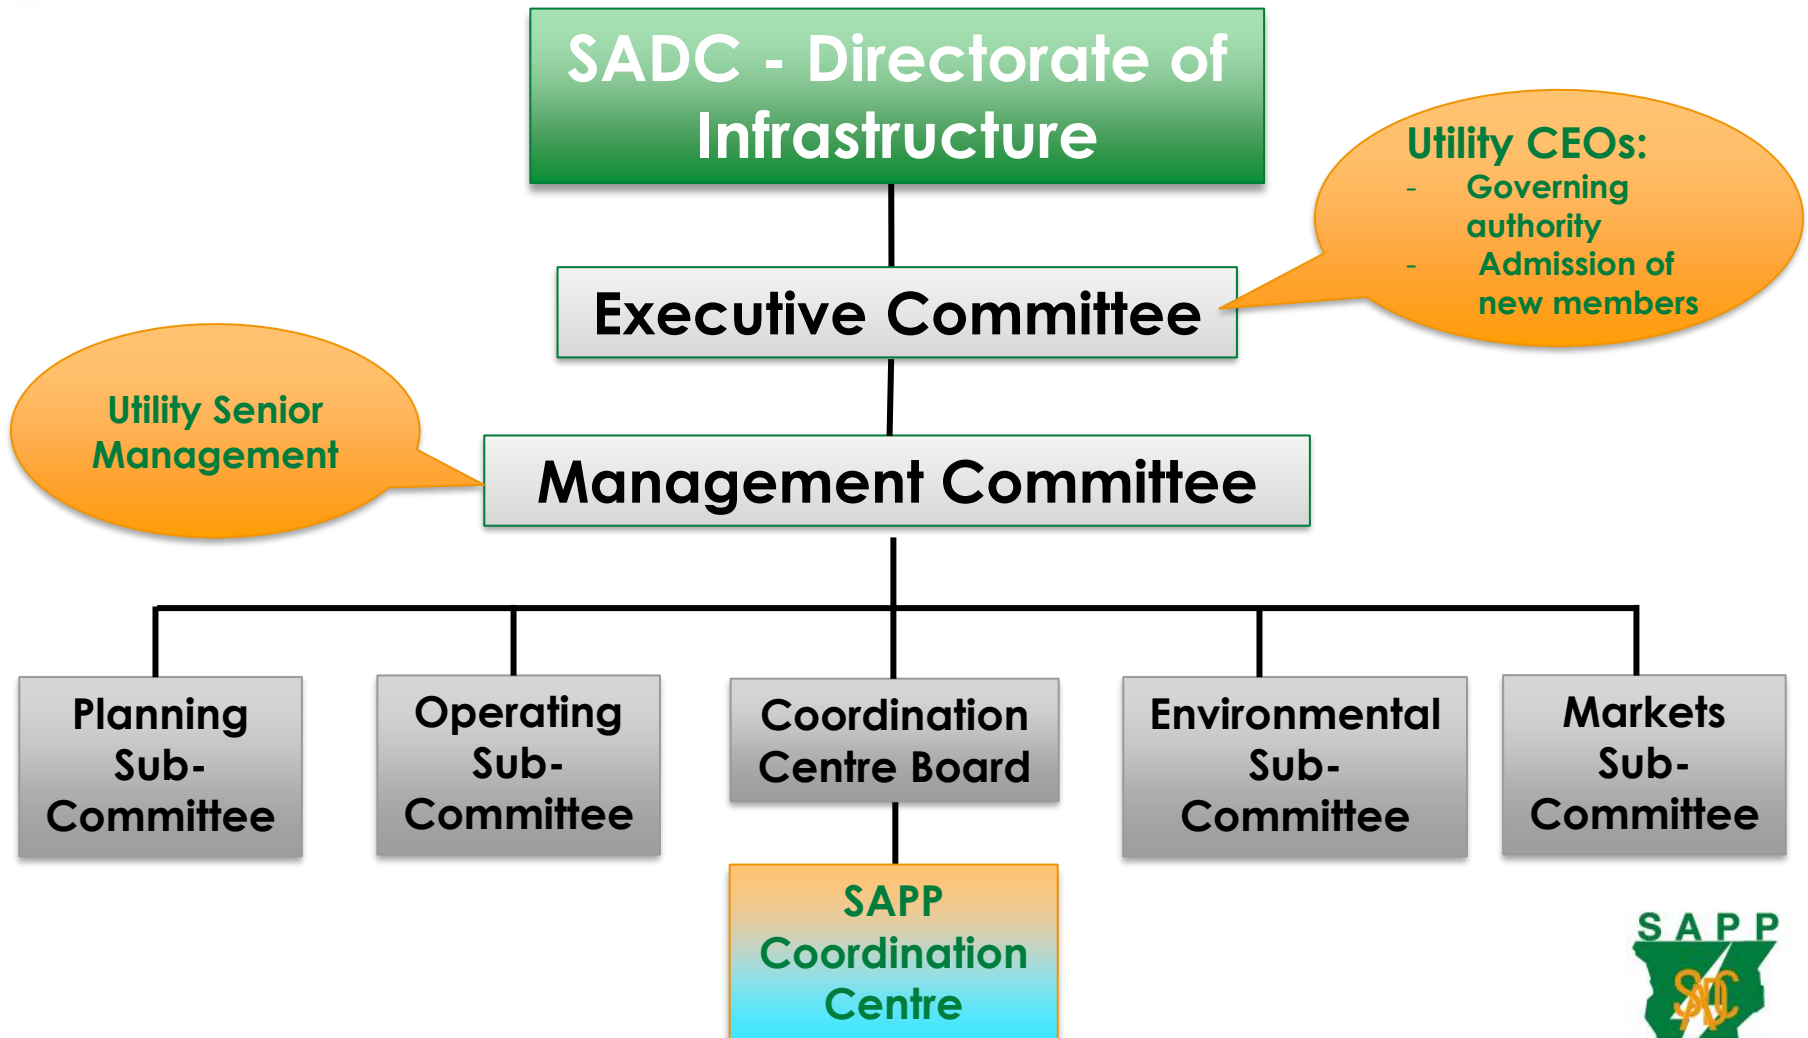 SADC - Directorate of
Infrastructure
Utility CEOs:
- Governing
authority
- Admission of
new members
Executive Committee
Utility Senior
Management
Management Committee
Planning
Sub-
Committee
Operating
Sub-
Committee
Coordination
Centre Board
Environmental
Sub-
Committee
Markets
Sub-
Committee
SAPP
Coordination
Centre
SAPP
SADC